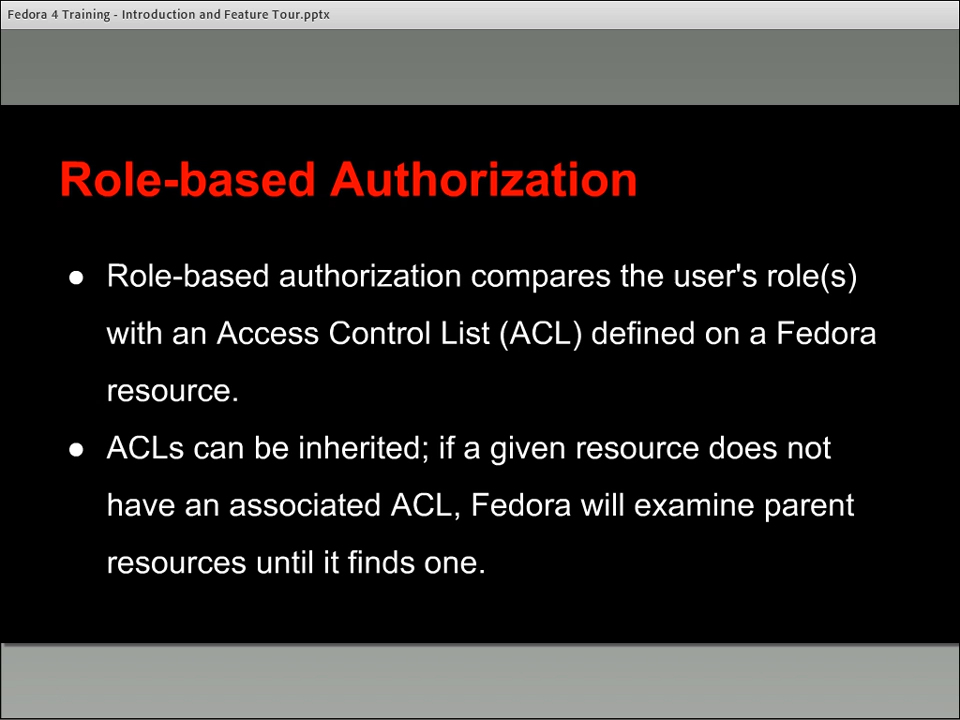 Fedora 4 Training - Introduction and Feature Tour.pptx
Role-based Authorization
● Role-based authorization compares the user's role(s)
with an Access Control List (ACL) defined on a Fedora
resource.
● ACLs can be inherited; if a given resource does not
have an associated ACL, Fedora will examine parent
resources until it finds one.